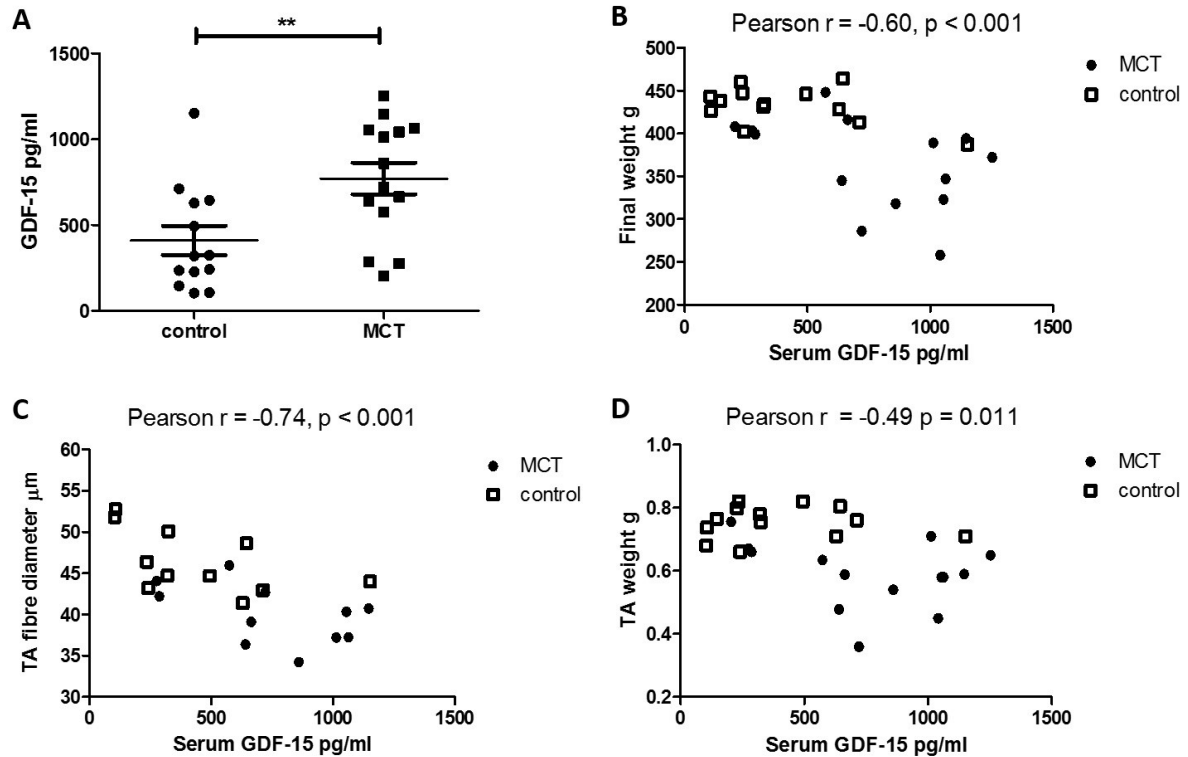 A
**
1500
1000
500
0
GDF-15 pg/ml
control
MCT
B
Pearson r = -0.60, p < 0.001
500
450
400
350
300
250
200
Final weight g
0
500
1000
1500
Serum GDF-15 pg/ml
MCT
control
C
Pearson r = -0.74, p < 0.001
60
55
50
45
40
35
30
TA fibre diameter μm
0
500
1000
1500
Serum GDF-15 pg/ml
MCT
control
D
Pearson r = -0.49 p = 0.011
1.0
0.8
0.6
0.4
0.2
TA weight g
0
500
1000
1500
Serum GDF-15 pg/ml
MCT
control